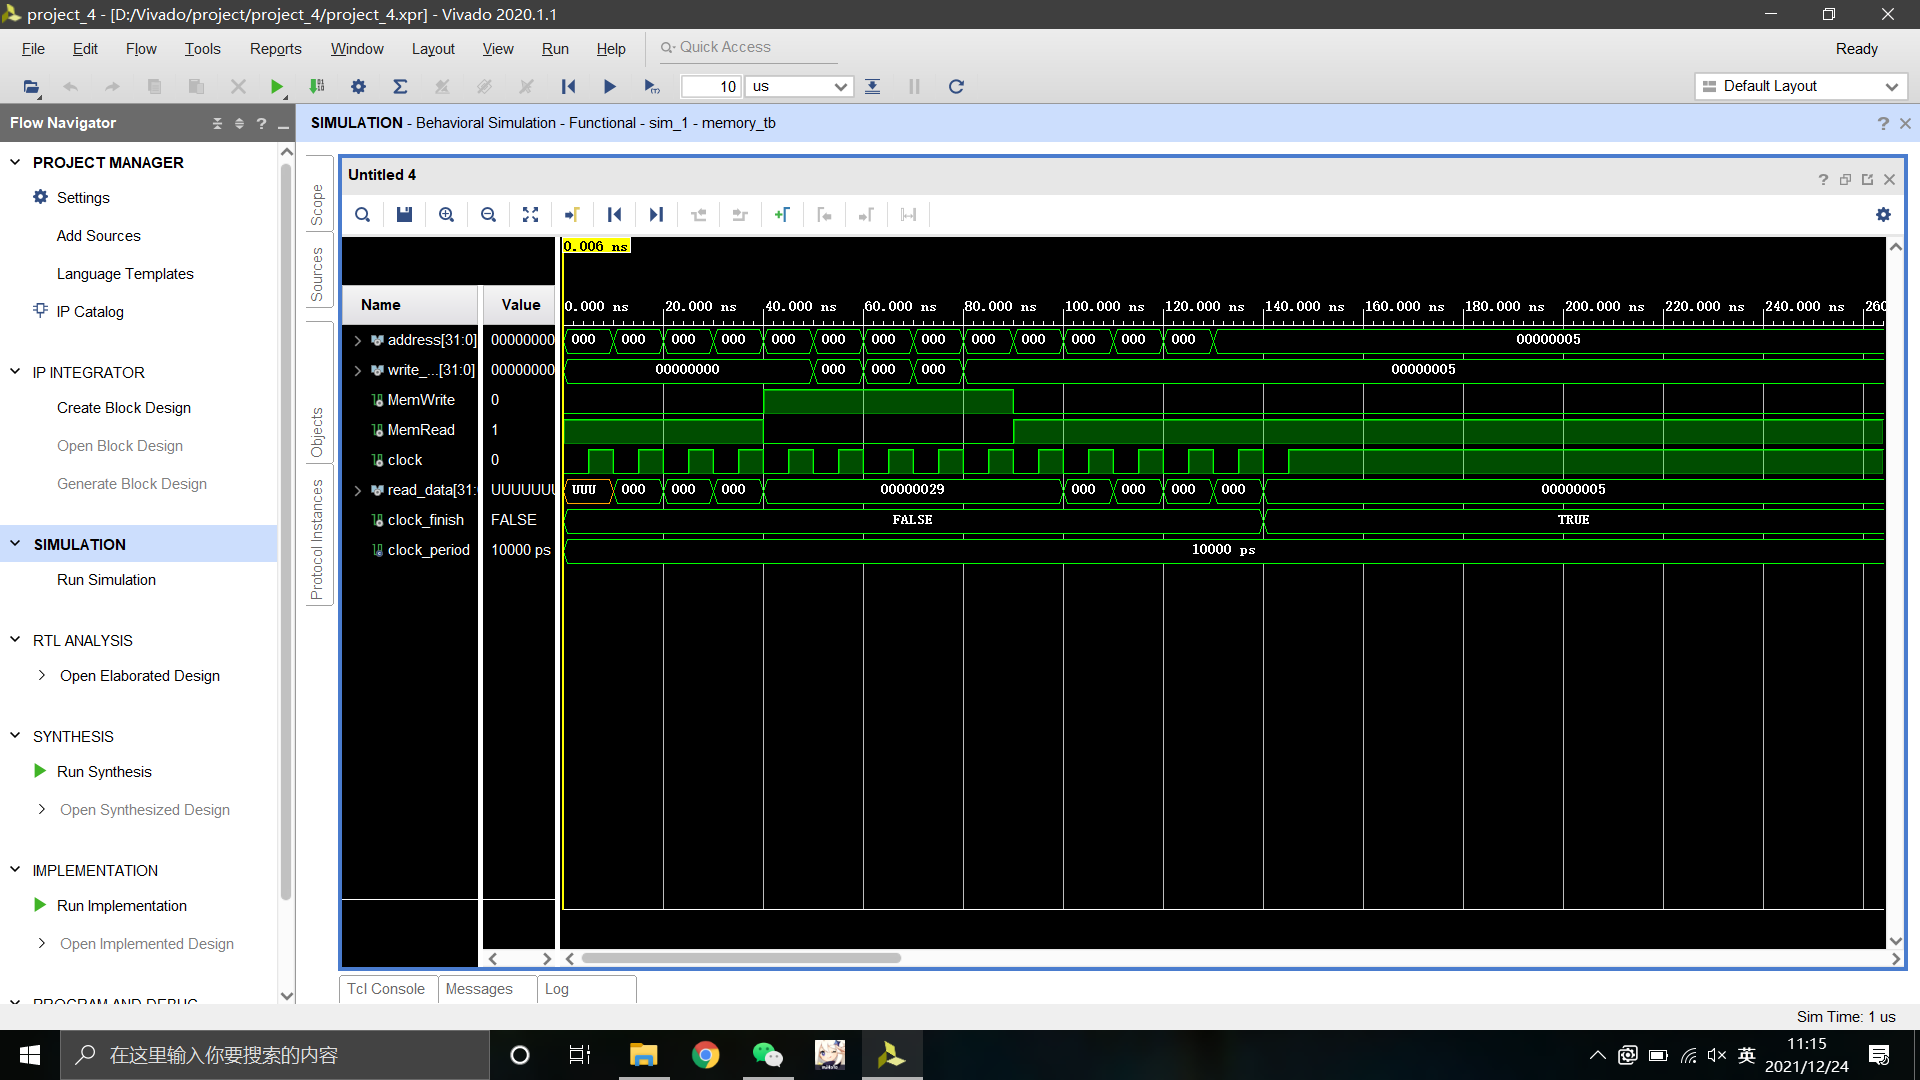 project_4 - [D:/Vivado/project/project_4/project_4.xpr] - Vivado 2020.1.1
File Edit Flow Tools Reports Window Layout View Run Help Quick Access Ready
10 us Default Layout
Flow Navigator
SIMULATION - Behavioral Simulation - Functional - sim_1 - memory_tb
PROJECT MANAGER
Settings
Add Sources
Language Templates
IP Catalog
IP INTEGRATOR
Create Block Design
Open Block Design
Generate Block Design
SIMULATION
Run Simulation
RTL ANALYSIS
Open Elaborated Design
SYNTHESIS
Run Synthesis
Open Synthesized Design
IMPLEMENTATION
Run Implementation
Open Implemented Design
PROGRAM AND DEBUG
Scope
Sources
Objects
Protocol Instances
Untitled 4
0.006 ns
Name Value 0.000 ns 20.000 ns 40.000 ns 60.000 ns 80.000 ns 100.000 ns 120.000 ns 140.000 ns 160.000 ns 180.000 ns 200.000 ns 220.000 ns 240.000 ns 260
address[31:0] 00000000 000 000 000 000 000 000 000 000 000 000 000 000 000 00000005
write_...[31:0] 00000000 00000000 000 000 000 00000005
MemWrite 0
MemRead 1
clock 0
read_data[31: UUUUUUU UUU 000 000 000 00000029 000 000 000 000 00000005
clock_finish FALSE FALSE TRUE
clock_period 10000 ps 10000 ps
Tcl Console Messages Log
Sim Time: 1 us
在这里输入你要搜索的内容
英
11:15
2021/12/24